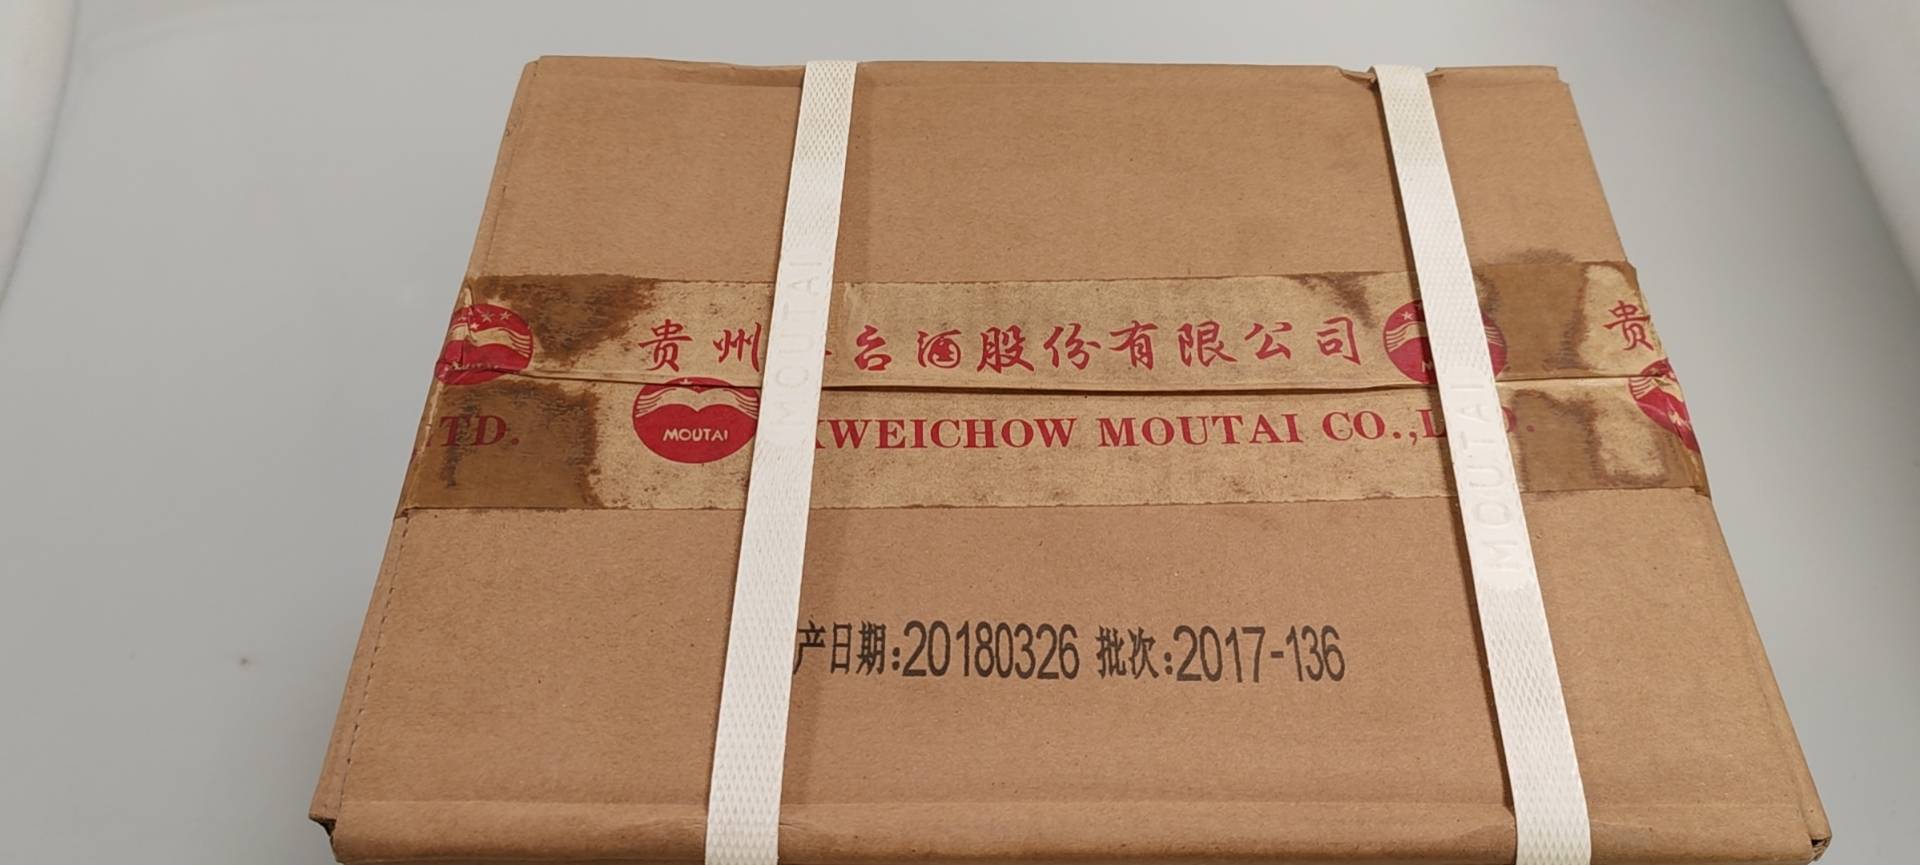 贵州 台酒股份有限公司 贵
TD. MOUTAI KWEICHOW MOUTAI CO.,L D.
MOUTAI
MOUTAI
产日期:20180326 批次:2017-136